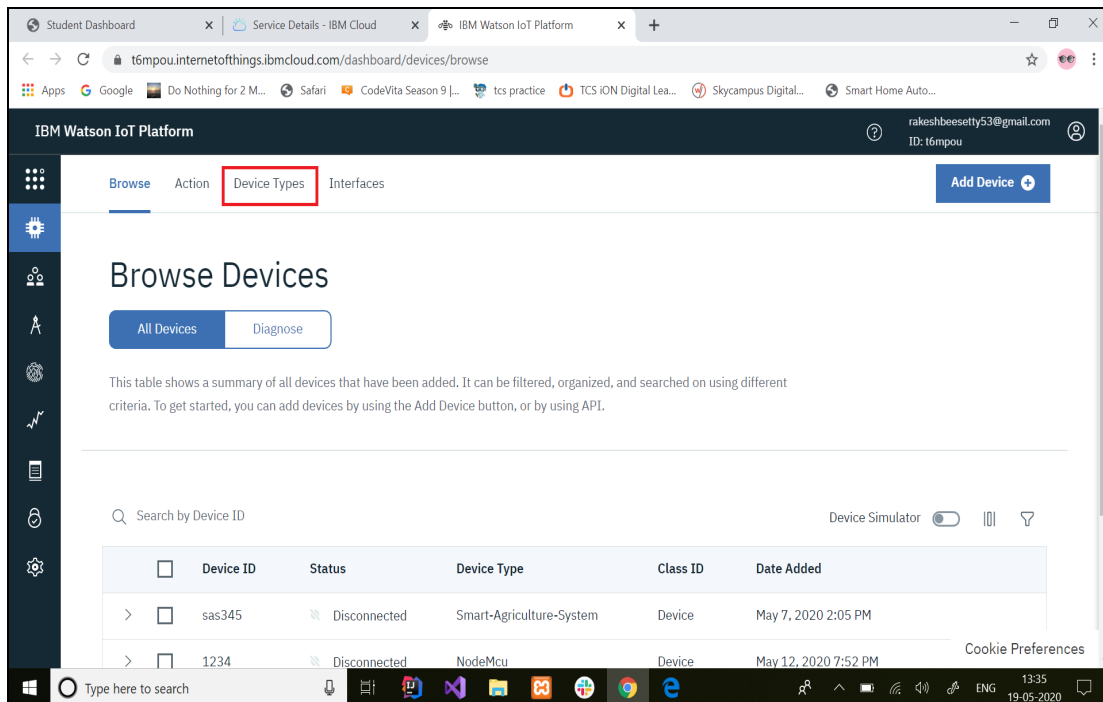 Student Dashboard
Service Details - IBM Cloud
IBM Watson IoT Platform
t6mpou.internetofthings.ibmcloud.com/dashboard/devices/browse
Apps
Google
Do Nothing for 2 M...
Safari
CodeVita Season 9 |...
tcs practice
TCS iON Digital Lea...
Skycampus Digital...
Smart Home Auto...
IBM Watson IoT Platform
rakeshbeesetty53@gmail.com
ID: t6mpou
Browse
Action
Device Types
Interfaces
Add Device
Browse Devices
All Devices
Diagnose
This table shows a summary of all devices that have been added. It can be filtered, organized, and searched on using different
criteria. To get started, you can add devices by using the Add Device button, or by using API.
Search by Device ID
Device Simulator
Device ID Status Device Type Class ID Date Added
sas345 Disconnected Smart-Agriculture-System Device May 7, 2020 2:05 PM
1234 Disconnected NodeMcu Device May 12, 2020 7:52 PM
Cookie Preferences
Type here to search
ENG
13:35
19-05-2020